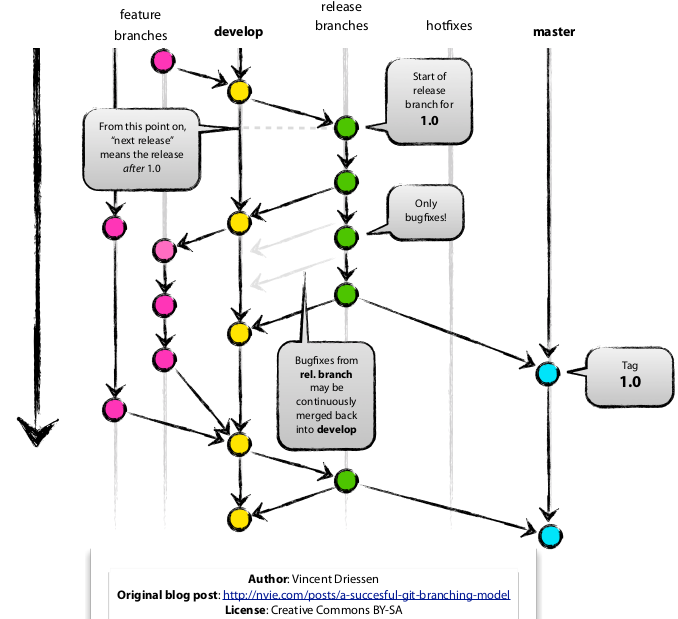 feature
branches
develop
release
branches
hotfixes
master
Start of
release
branch for
1.0
From this point on,
“next release”
means the release
after 1.0
Only
bugfixes!
Bugfixes from
rel. branch
may be
continuously
merged back
into develop
Tag
1.0
Author: Vincent Driessen
Original blog post: http://nvie.com/posts/a-succesful-git-branching-model
License: Creative Commons BY-SA